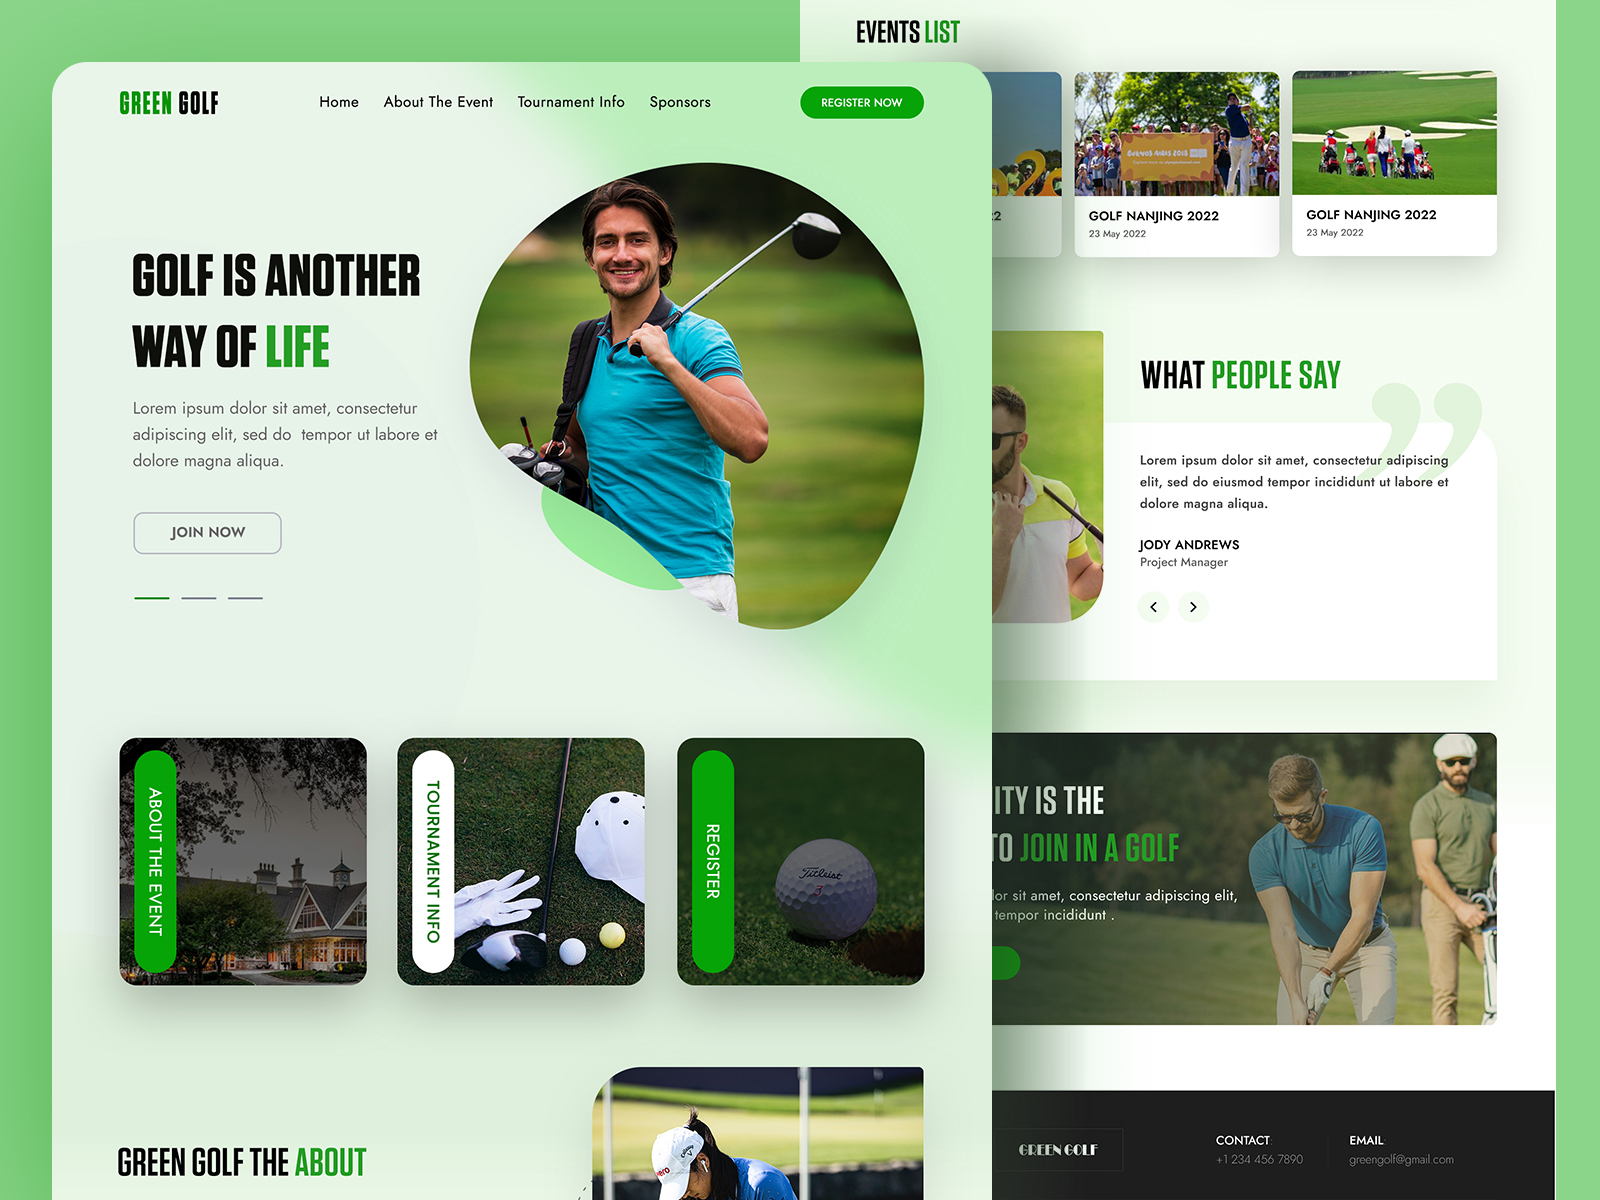 GREEN GOLF
Home
About The Event
Tournament Info
Sponsors
REGISTER NOW
GOLF IS ANOTHER
WAY OF LIFE
Lorem ipsum dolor sit amet, consectetur
adipiscing elit, sed do tempor ut labore et
dolore magna aliqua.
JOIN NOW
ABOUT THE EVENT
TOURNAMENT INFO
REGISTER
Titleist
3
GREEN GOLF THE ABOUT
EVENTS LIST
2
GOLF NANJING 2022
23 May 2022
GOLF NANJING 2022
23 May 2022
WHAT PEOPLE SAY
”
Lorem ipsum dolor sit amet, consectetur adipiscing
elit, sed do eiusmod tempor incididunt ut labore et
dolore magna aliqua.
JODY ANDREWS
Project Manager
ITY IS THE
TO JOIN IN A GOLF
lor sit amet, consectetur adipiscing elit,
tempor incididunt .
GREEN GOLF
CONTACT
+1 234 456 7890
EMAIL
greengolf@gmail.com